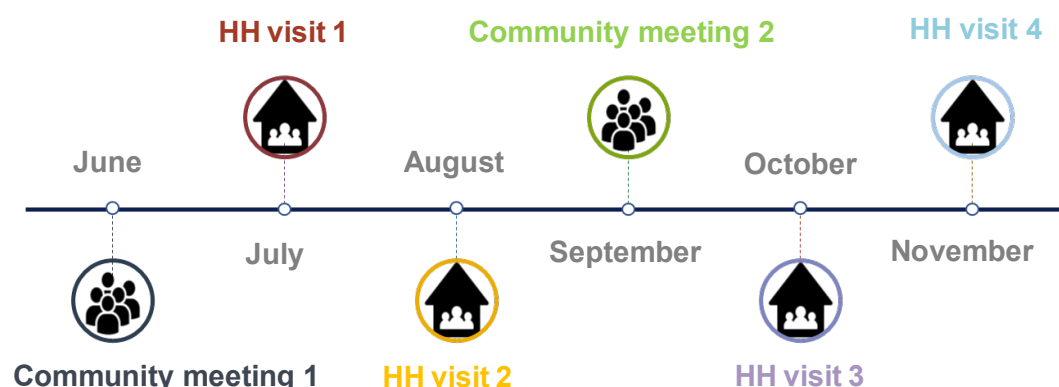 HH visit 1
Community meeting 2
HH visit 4
June
August
October
July
September
November
Community meeting 1
HH visit 2
HH visit 3